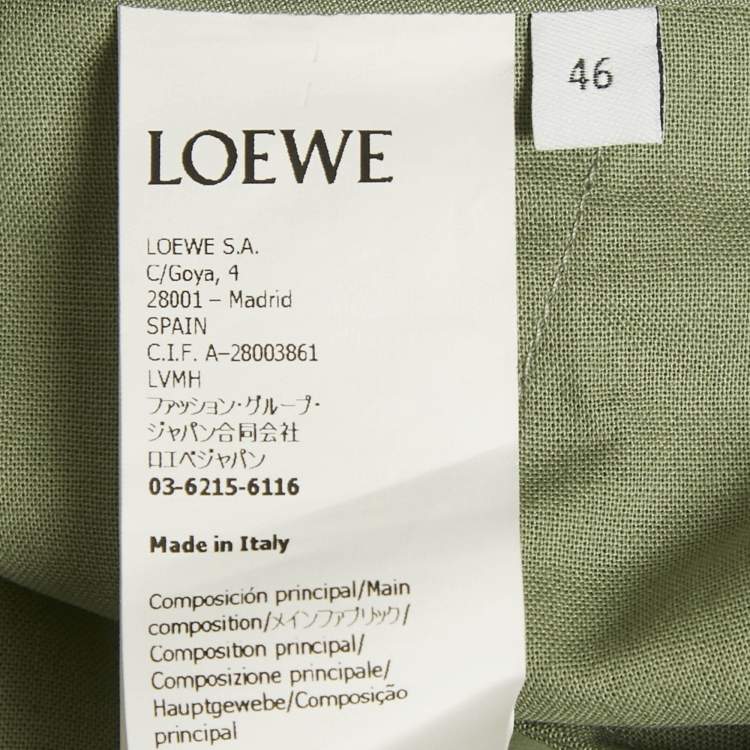 LOEWE
46
LOEWE S.A.
C/Goya, 4
28001 – Madrid
SPAIN
C.I.F. A–28003861
LVMH
ファッション・グループ・
ジャパン合同会社
ロエベジャパン
03-6215-6116
Made in Italy
Composición principal/Main
composition/メインファブリック/
Composition principal/
Composizione principale/
Hauptgewebe/Composição
principal